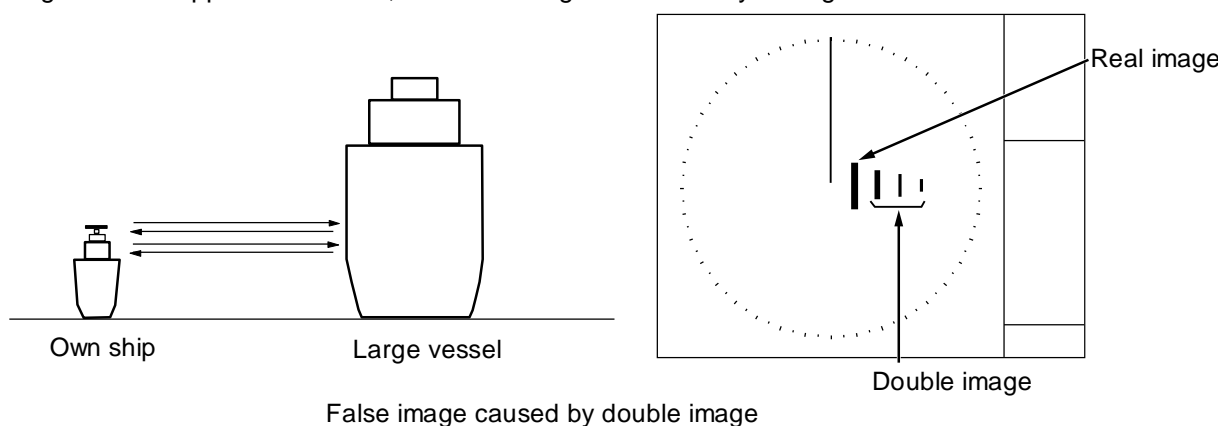 Real image
Own ship
Large vessel
Double image
False image caused by double image